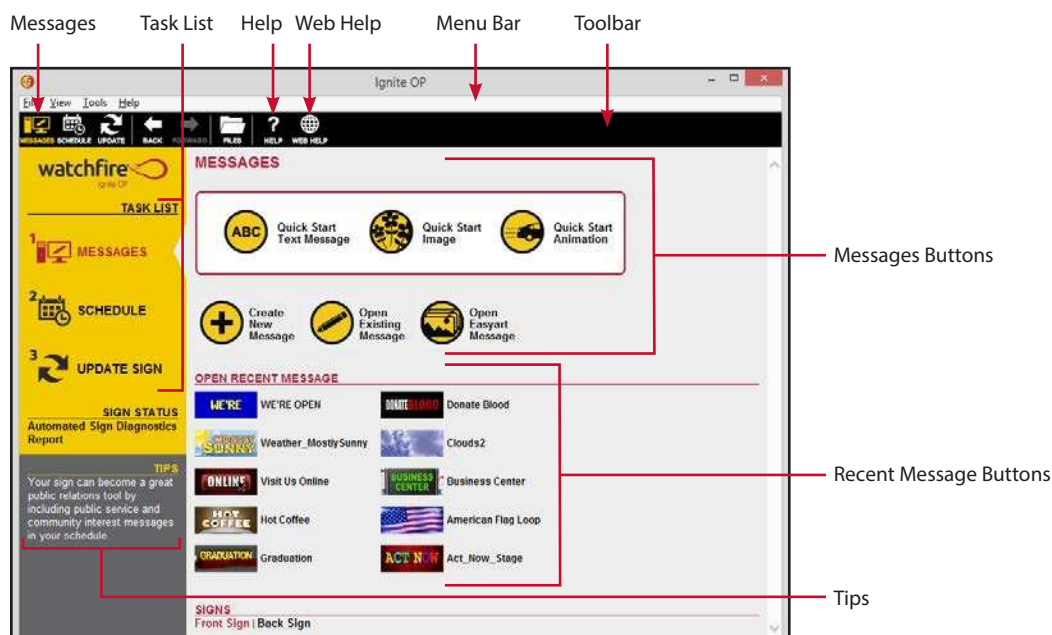 Messages Task List Help Web Help Menu Bar Toolbar
Ignite OP
File View Tools Help
MESSAGES SCHEDULE UPDATE BACK FORWARD FILES HELP WEB HELP
watchfire
Ignite OP
TASK LIST
1 MESSAGES
2 SCHEDULE
3 UPDATE SIGN
SIGN STATUS
Automated Sign Diagnostics
Report
TIPS
Your sign can become a great
public relations tool by
including public service and
community interest messages
in your schedule.
MESSAGES
ABC Quick Start
Text Message
Quick Start
Image
Quick Start
Animation
Create
New
Message
Open
Existing
Message
Open
Easyart
Message
OPEN RECENT MESSAGE
WE'RE WE'RE OPEN
DONATE BLOOD Donate Blood
MOSTLY
SUNNY Weather_MostlySunny
Clouds2
ONLINE Visit Us Online
BUSINESS
CENTER Business Center
HOT
COFFEE Hot Coffee
American Flag Loop
GRADUATION Graduation
ACT NOW Act_Now_Stage
SIGNS
Front Sign | Back Sign
Messages Buttons
Recent Message Buttons
Tips